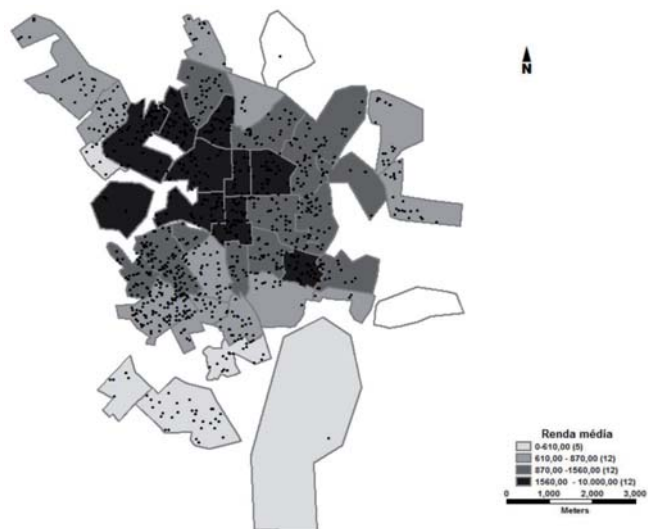 N
Renda média
0-610,00 (5)
610,00 - 870,00 (12)
870,00 -1560,00 (12)
1560,00 - 10.000,00 (12)
0 1,000 2,000 3,000
Meters